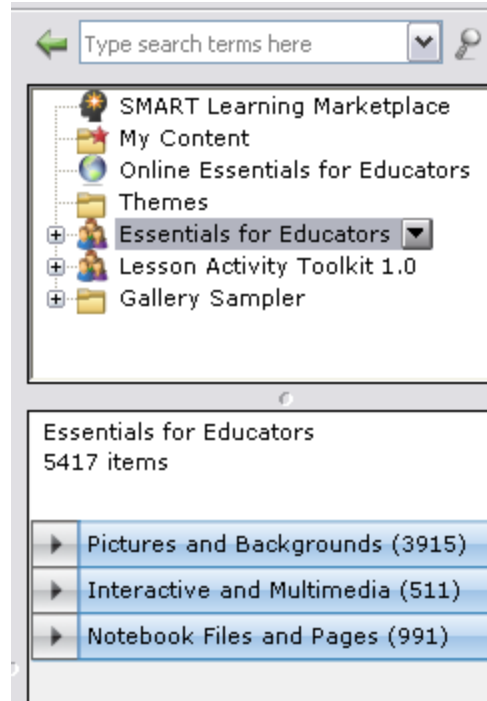 Type search terms here
SMART Learning Marketplace
My Content
Online Essentials for Educators
Themes
Essentials for Educators
Lesson Activity Toolkit 1.0
Gallery Sampler
Essentials for Educators
5417 items
Pictures and Backgrounds (3915)
Interactive and Multimedia (511)
Notebook Files and Pages (991)